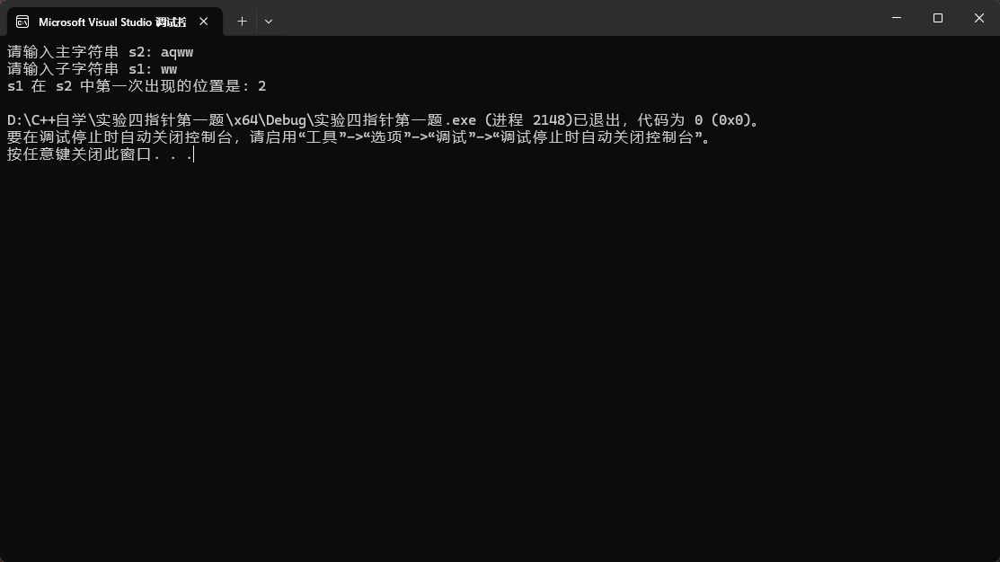 Microsoft Visual Studio 调试控
请输入主字符串 s2: aqww
请输入子字符串 s1: ww
s1 在 s2 中第一次出现的位置是: 2
D:\C++自学\实验四指针第一题\x64\Debug\实验四指针第一题.exe (进程 2148)已退出，代码为 0 (0x0)。
要在调试停止时自动关闭控制台，请启用“工具”->“选项”->“调试”->“调试停止时自动关闭控制台”。
按任意键关闭此窗口. . .